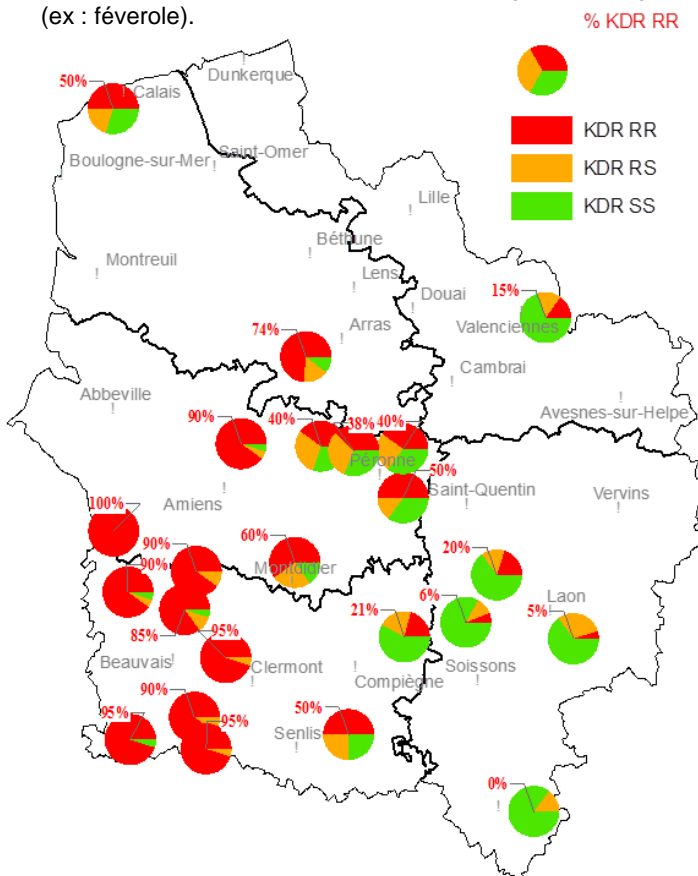 (ex : féverole).
% KDR RR
KDR RR
KDR RS
KDR SS
Dunkerque
50%
Calais
Boulogne-sur-Mer
Saint-Omer
Lille
Béthune
Montreuil
Lens
15%
Douai
Valenciennes
74%
Arras
Cambrai
Abbeville
Avesnes-sur-Helpe
90%
40%
38%
40%
Péronne
50%
Saint-Quentin
Vervins
Amiens
100%
60%
20%
90%
90%
Montdidier
6%
Laon
21%
5%
85%
95%
Beauvais
Clermont
Compiègne
Soissons
90%
95%
95%
50%
Senlis
0%